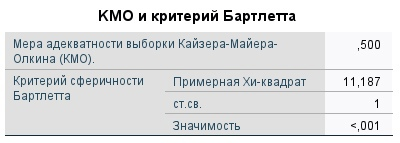 КМО и критерий Бартлетта
Мера адекватности выборки Кайзера-Майера-
Олкина (КМО).
,500
Критерий сферичности
Бартлетта
Примерная Хи-квадрат
11,187
ст.св.
1
Значимость
<,001